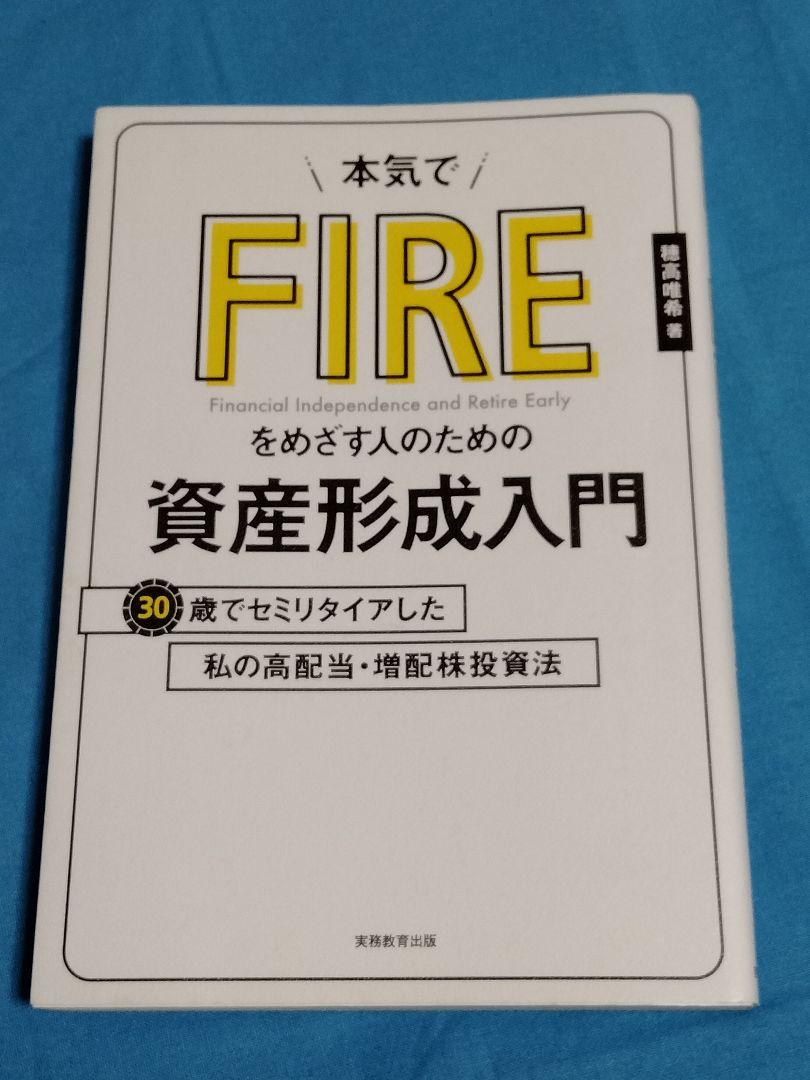 本気で
FIRE
Financial Independence and Retire Early
をめざす人のための
資産形成入門
30歳でセミリタイアした
私の高配当・増配株投資法
穂高唯希 著
実務教育出版